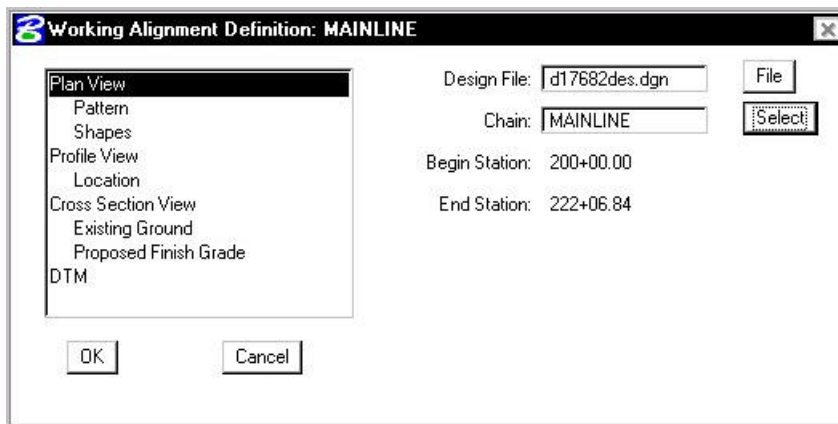 Working Alignment Definition: MAINLINE
Plan View
Pattern
Shapes
Profile View
Location
Cross Section View
Existing Ground
Proposed Finish Grade
DTM
Design File: d17682des.dgn File
Chain: MAINLINE Select
Begin Station: 200+00.00
End Station: 222+06.84
OK Cancel